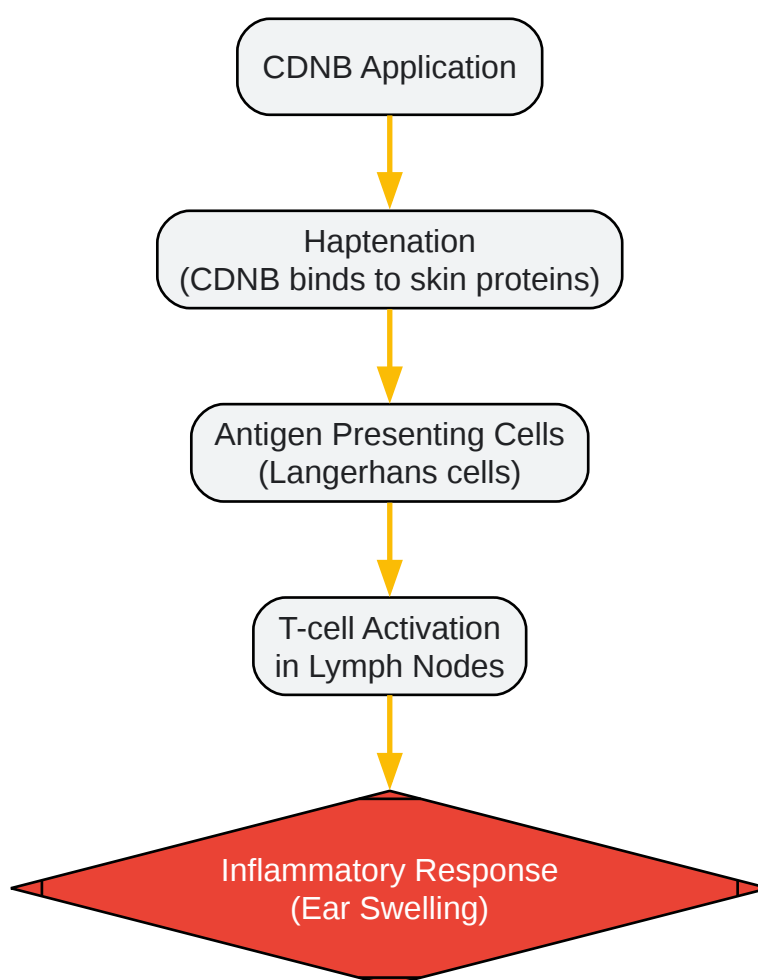 CDNB Application
Haptenation
(CDNB binds to skin proteins)
Antigen Presenting Cells
(Langerhans cells)
T-cell Activation
in Lymph Nodes
Inflammatory Response
(Ear Swelling)